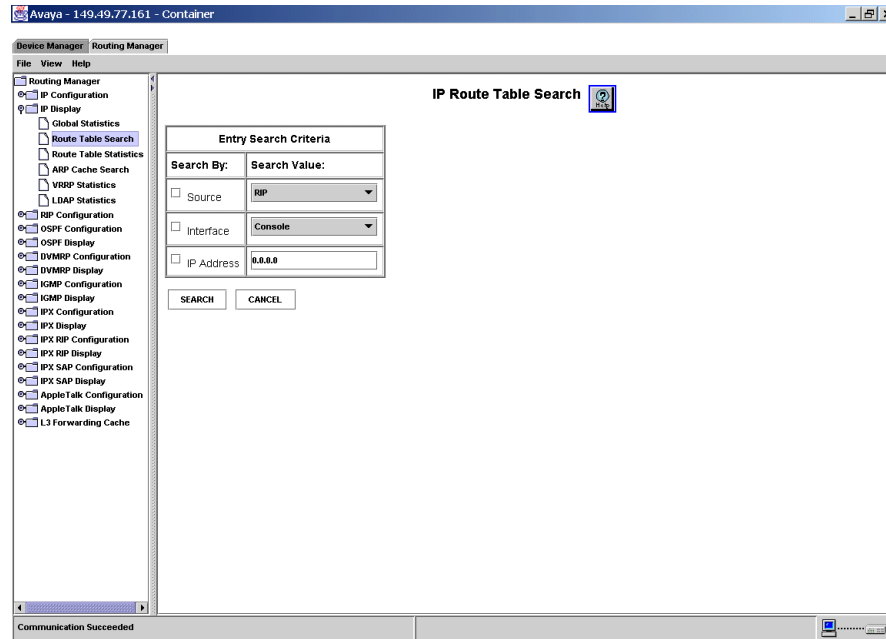 Avaya - 149.49.77.161 - Container
Device Manager Routing Manager
File View Help
Routing Manager
IP Configuration
IP Display
Global Statistics
Route Table Search
Route Table Statistics
ARP Cache Search
VRRP Statistics
LDAP Statistics
RIP Configuration
OSPF Configuration
OSPF Display
DVMRP Configuration
DVMRP Display
IGMP Configuration
IGMP Display
IPX Configuration
IPX Display
IPX RIP Configuration
IPX RIP Display
IPX SAP Configuration
IPX SAP Display
AppleTalk Configuration
AppleTalk Display
L3 Forwarding Cache
IP Route Table Search
Help
Entry Search Criteria
Search By: Search Value:
Source RIP
Interface Console
IP Address 0.0.0.0
SEARCH CANCEL
Communication Succeeded